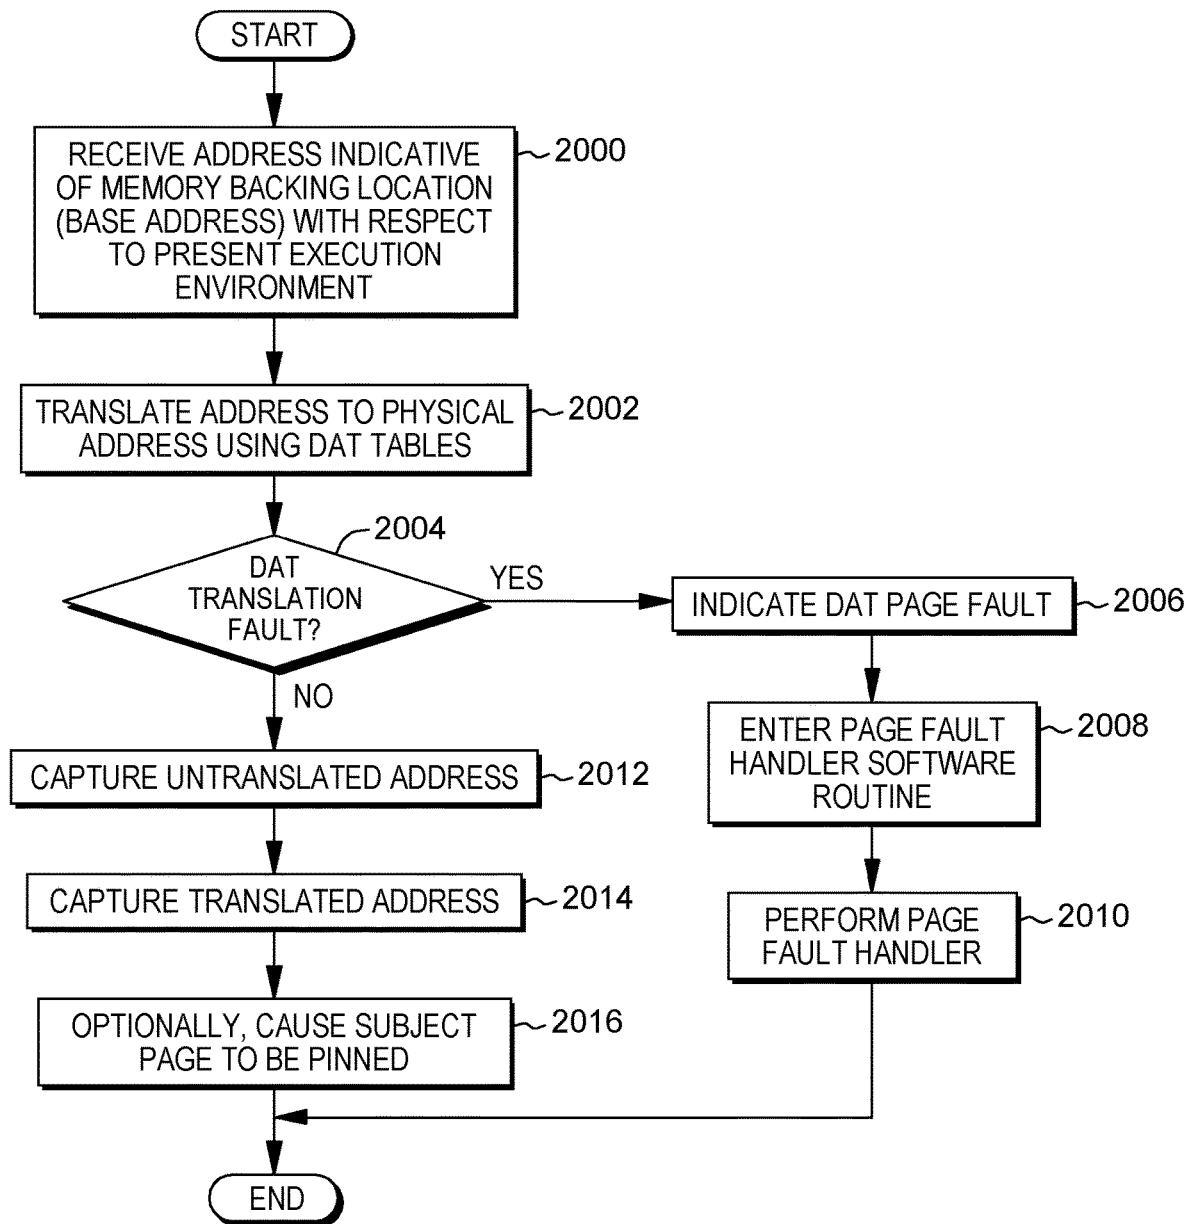 START
RECEIVE ADDRESS INDICATIVE
OF MEMORY BACKING LOCATION
(BASE ADDRESS) WITH RESPECT
TO PRESENT EXECUTION
ENVIRONMENT
2000
TRANSLATE ADDRESS TO PHYSICAL
ADDRESS USING DAT TABLES
2002
DAT
TRANSLATION
FAULT?
2004
YES
INDICATE DAT PAGE FAULT
2006
ENTER PAGE FAULT
HANDLER SOFTWARE
ROUTINE
2008
PERFORM PAGE
FAULT HANDLER
2010
NO
CAPTURE UNTRANSLATED ADDRESS
2012
CAPTURE TRANSLATED ADDRESS
2014
OPTIONALLY, CAUSE SUBJECT
PAGE TO BE PINNED
2016
END